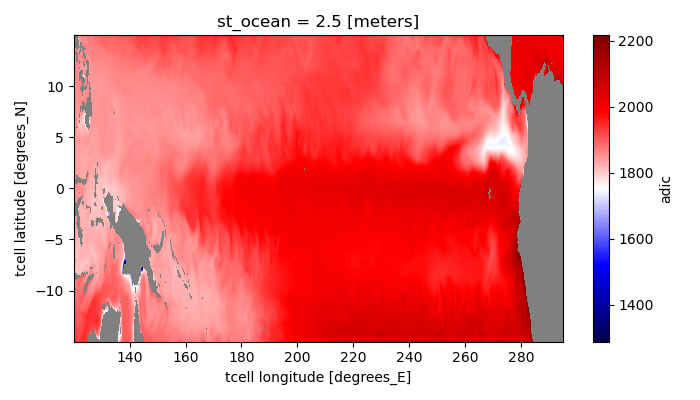 st_ocean = 2.5 [meters]
tcell latitude [degrees_N]
10
5
0
−5
−10
140 160 180 200 220 240 260 280
tcell longitude [degrees_E]
2200
2000
1800
1600
1400
adic